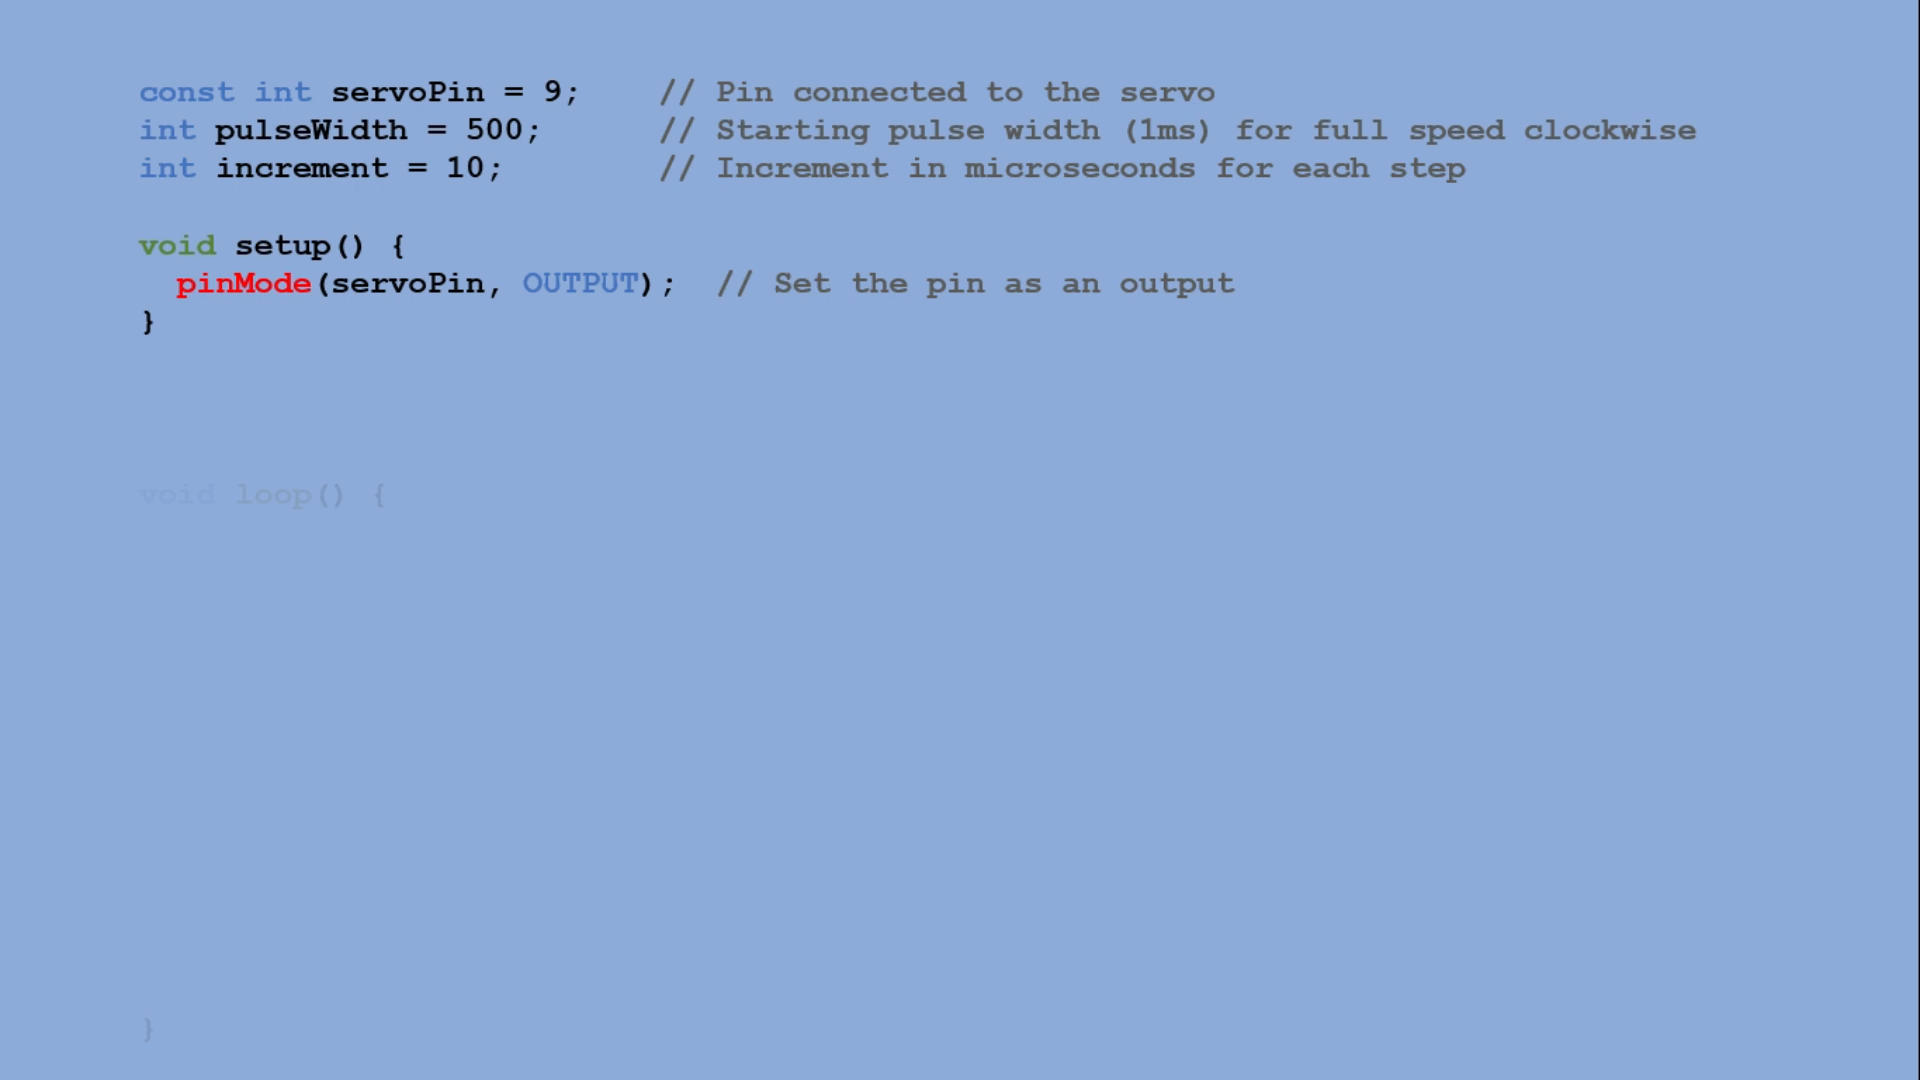 const int servoPin = 9;    // Pin connected to the servo
int pulseWidth = 500;      // Starting pulse width (1ms) for full speed clockwise
int increment = 10;        // Increment in microseconds for each step
void setup() {
  pinMode(servoPin, OUTPUT);  // Set the pin as an output
}
void loop() {
}